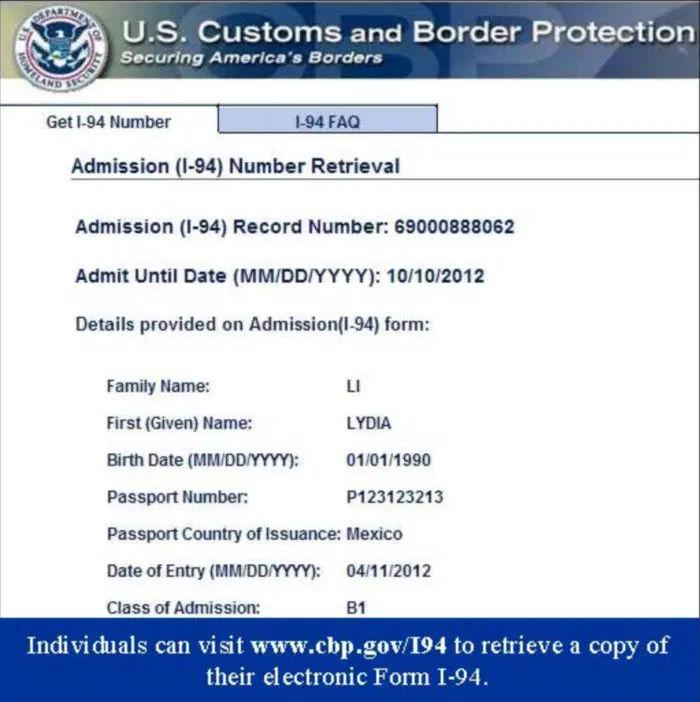 U.S. Customs and Border Protection
Securing America's Borders
Get I-94 Number
I-94 FAQ
Admission (I-94) Number Retrieval
Admission (I-94) Record Number: 69000888062
Admit Until Date (MM/DD/YYYY): 10/10/2012
Details provided on Admission(I-94) form:
Family Name: LI
First (Given) Name: LYDIA
Birth Date (MM/DD/YYYY): 01/01/1990
Passport Number: P123123213
Passport Country of Issuance: Mexico
Date of Entry (MM/DD/YYYY): 04/11/2012
Class of Admission: B1
Individuals can visit www.cbp.gov/I94 to retrieve a copy of
their electronic Form I-94.